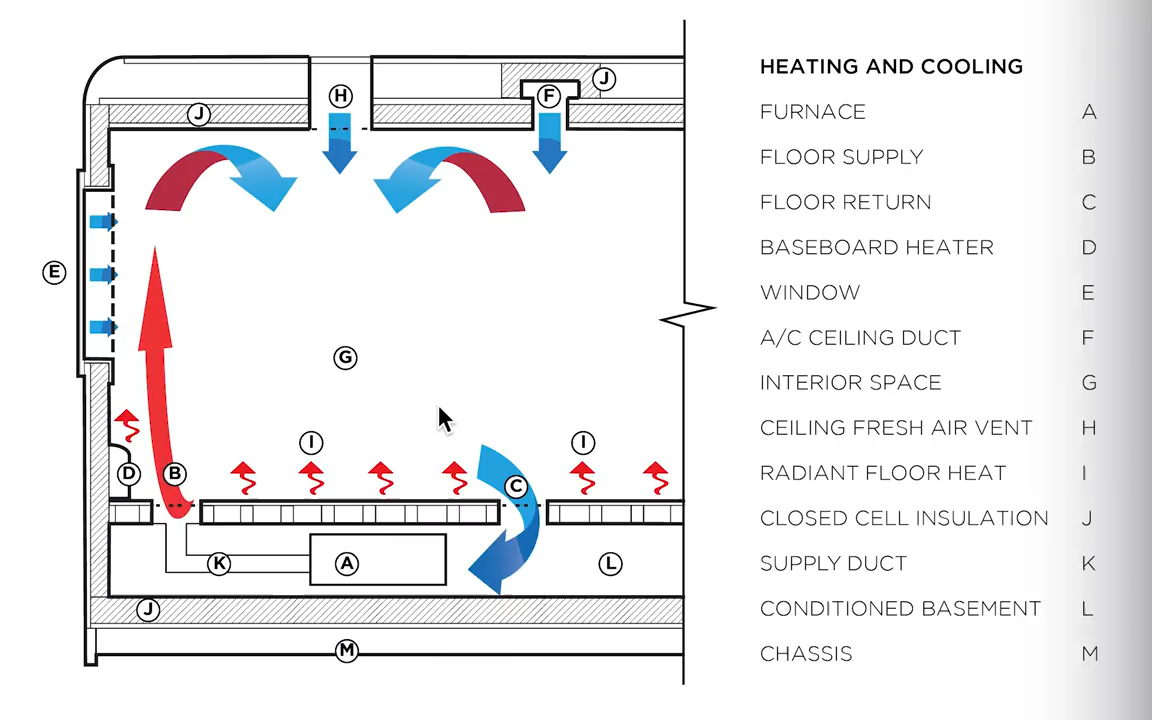 HEATING AND COOLING
FURNACE A
FLOOR SUPPLY B
FLOOR RETURN C
BASEBOARD HEATER D
WINDOW E
A/C CEILING DUCT F
INTERIOR SPACE G
CEILING FRESH AIR VENT H
RADIANT FLOOR HEAT I
CLOSED CELL INSULATION J
SUPPLY DUCT K
CONDITIONED BASEMENT L
CHASSIS M
J
H
F
J
E
G
I
I
D
B
C
K
A
L
J
M